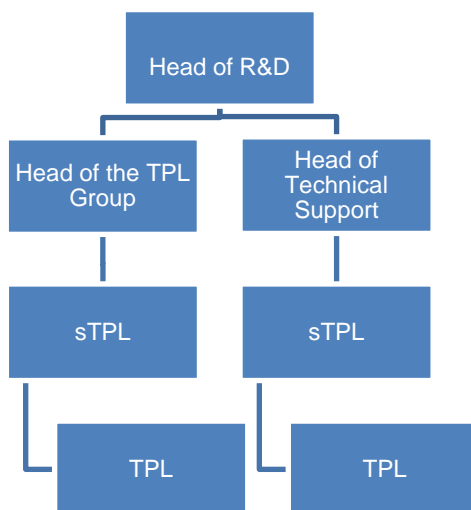 Head of R&D
Head of the TPL
Group
Head of
Technical
Support
sTPL
sTPL
TPL
TPL